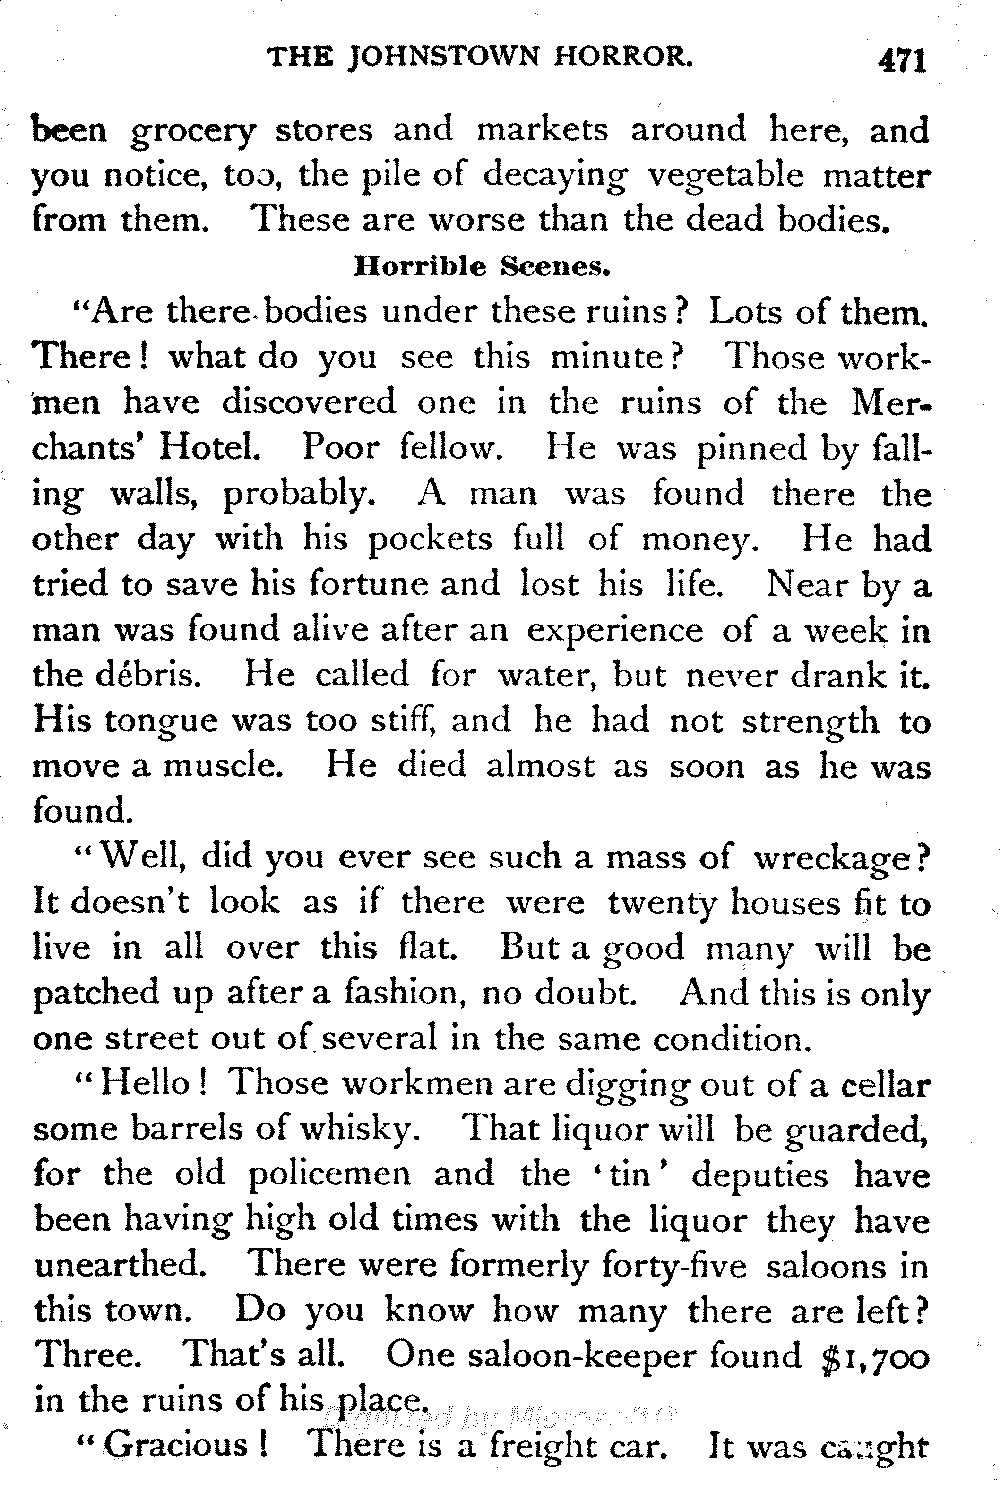 THE JOHNSTOWN HORROR. 471
been grocery stores and markets around here, and
you notice, too, the pile of decaying vegetable matter
from them. These are worse than the dead bodies.
Horrible Scenes.
"Are there bodies under these ruins? Lots of them.
There! what do you see this minute? Those work-
men have discovered one in the ruins of the Mer-
chants' Hotel. Poor fellow. He was pinned by fall-
ing walls, probably. A man was found there the
other day with his pockets full of money. He had
tried to save his fortune and lost his life. Near by a
man was found alive after an experience of a week in
the débris. He called for water, but never drank it.
His tongue was too stiff, and he had not strength to
move a muscle. He died almost as soon as he was
found.
"Well, did you ever see such a mass of wreckage?
It doesn't look as if there were twenty houses fit to
live in all over this flat. But a good many will be
patched up after a fashion, no doubt. And this is only
one street out of several in the same condition.
"Hello! Those workmen are digging out of a cellar
some barrels of whisky. That liquor will be guarded,
for the old policemen and the 'tin' deputies have
been having high old times with the liquor they have
unearthed. There were formerly forty-five saloons in
this town. Do you know how many there are left?
Three. That's all. One saloon-keeper found $1,700
in the ruins of his place.
"Gracious! There is a freight car. It was caught